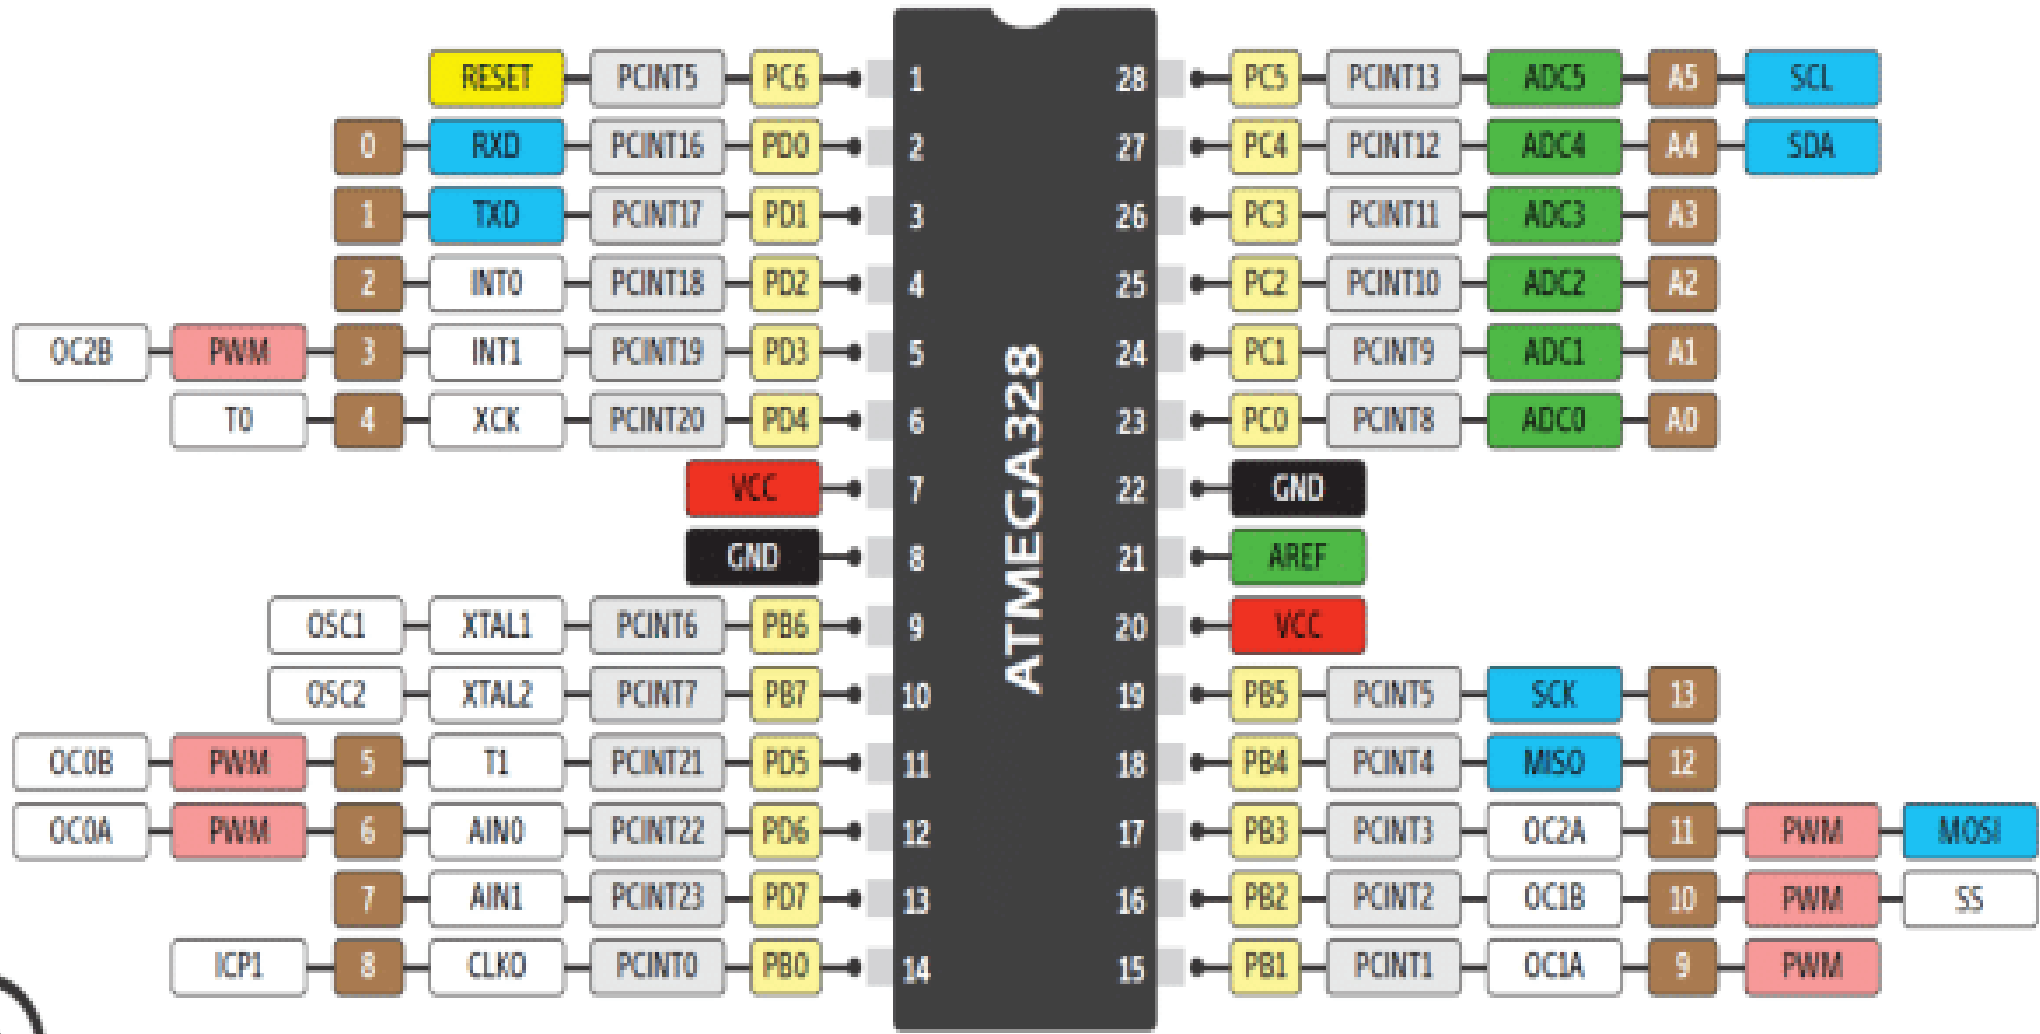 RESET PCINT5 PC6 1 28 PC5 PCINT13 ADC5 A5 SCL
0 RXD PCINT16 PD0 2 27 PC4 PCINT12 ADC4 A4 SDA
1 TXD PCINT17 PD1 3 26 PC3 PCINT11 ADC3 A3
2 INT0 PCINT18 PD2 4 25 PC2 PCINT10 ADC2 A2
OC2B PWM 3 INT1 PCINT19 PD3 5 24 PC1 PCINT9 ADC1 A1
T0 4 XCK PCINT20 PD4 6 23 PC0 PCINT8 ADC0 A0
VCC 7 22 GND
GND 8 21 AREF
ATMEGA328
OSC1 XTAL1 PCINT6 PB6 9 20 VCC
OSC2 XTAL2 PCINT7 PB7 10 19 PB5 PCINT5 SCK 13
OC0B PWM 5 T1 PCINT21 PD5 11 18 PB4 PCINT4 MISO 12
OC0A PWM 6 AIN0 PCINT22 PD6 12 17 PB3 PCINT3 OC2A 11 PWM MOSI
7 AIN1 PCINT23 PD7 13 16 PB2 PCINT2 OC1B 10 PWM SS
ICP1 8 CLKO PCINT0 PB0 14 15 PB1 PCINT1 OC1A 9 PWM